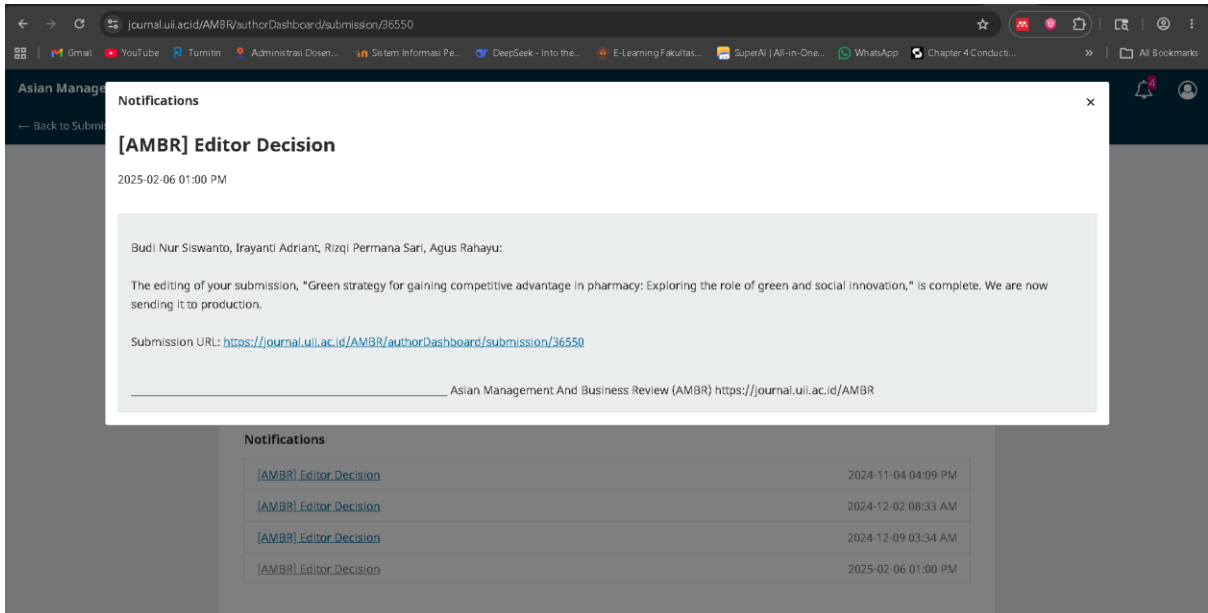 journal.uii.ac.id/AMBR/authorDashboard/submission/36550
Gmail YouTube Turnitin Administrasi Dosen... Sistem Informasi Pe... DeepSeek - Into the... E-Learning Fakultas... SuperAI | All-in-One... WhatsApp Chapter 4 Conducti... » All Bookmarks
Asian Manage
4
← Back to Submi
Notifications
×
[AMBR] Editor Decision
2025-02-06 01:00 PM
Budi Nur Siswanto, Irayanti Adriant, Rizqi Permana Sari, Agus Rahayu:
The editing of your submission, "Green strategy for gaining competitive advantage in pharmacy: Exploring the role of green and social innovation," is complete. We are now
sending it to production.
Submission URL: https://journal.uii.ac.id/AMBR/authorDashboard/submission/36550
Asian Management And Business Review (AMBR) https://journal.uii.ac.id/AMBR
Notifications
[AMBR] Editor Decision 2024-11-04 04:09 PM
[AMBR] Editor Decision 2024-12-02 08:33 AM
[AMBR] Editor Decision 2024-12-09 03:34 AM
[AMBR] Editor Decision 2025-02-06 01:00 PM